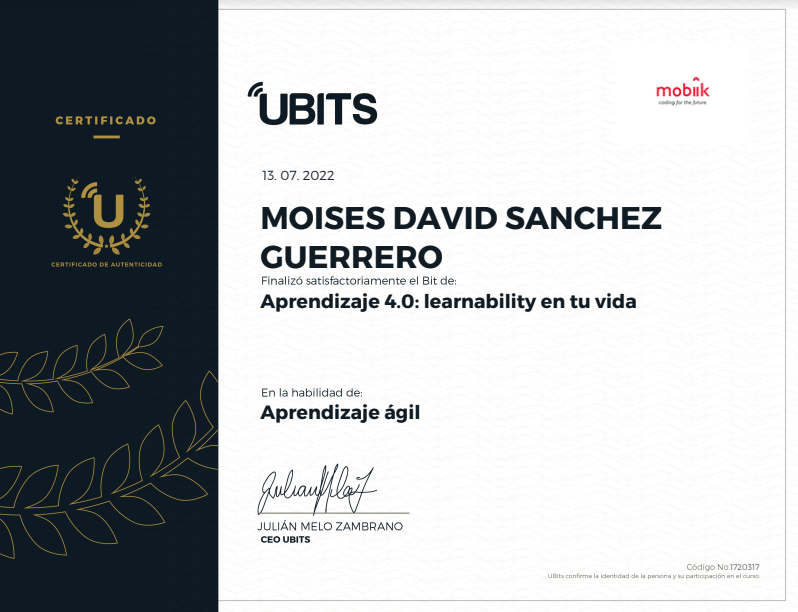 CERTIFICADO
U
CERTIFICADO DE AUTENTICIDAD
UBITS
mobiik
coding for the future
13. 07. 2022
MOISES DAVID SANCHEZ
GUERRERO
Finalizó satisfactoriamente el Bit de:
Aprendizaje 4.0: learnability en tu vida
En la habilidad de:
Aprendizaje ágil
JULIÁN MELO ZAMBRANO
CEO UBITS
Código No.1720317
UBits confirma la identidad de la persona y su participación en el curso.